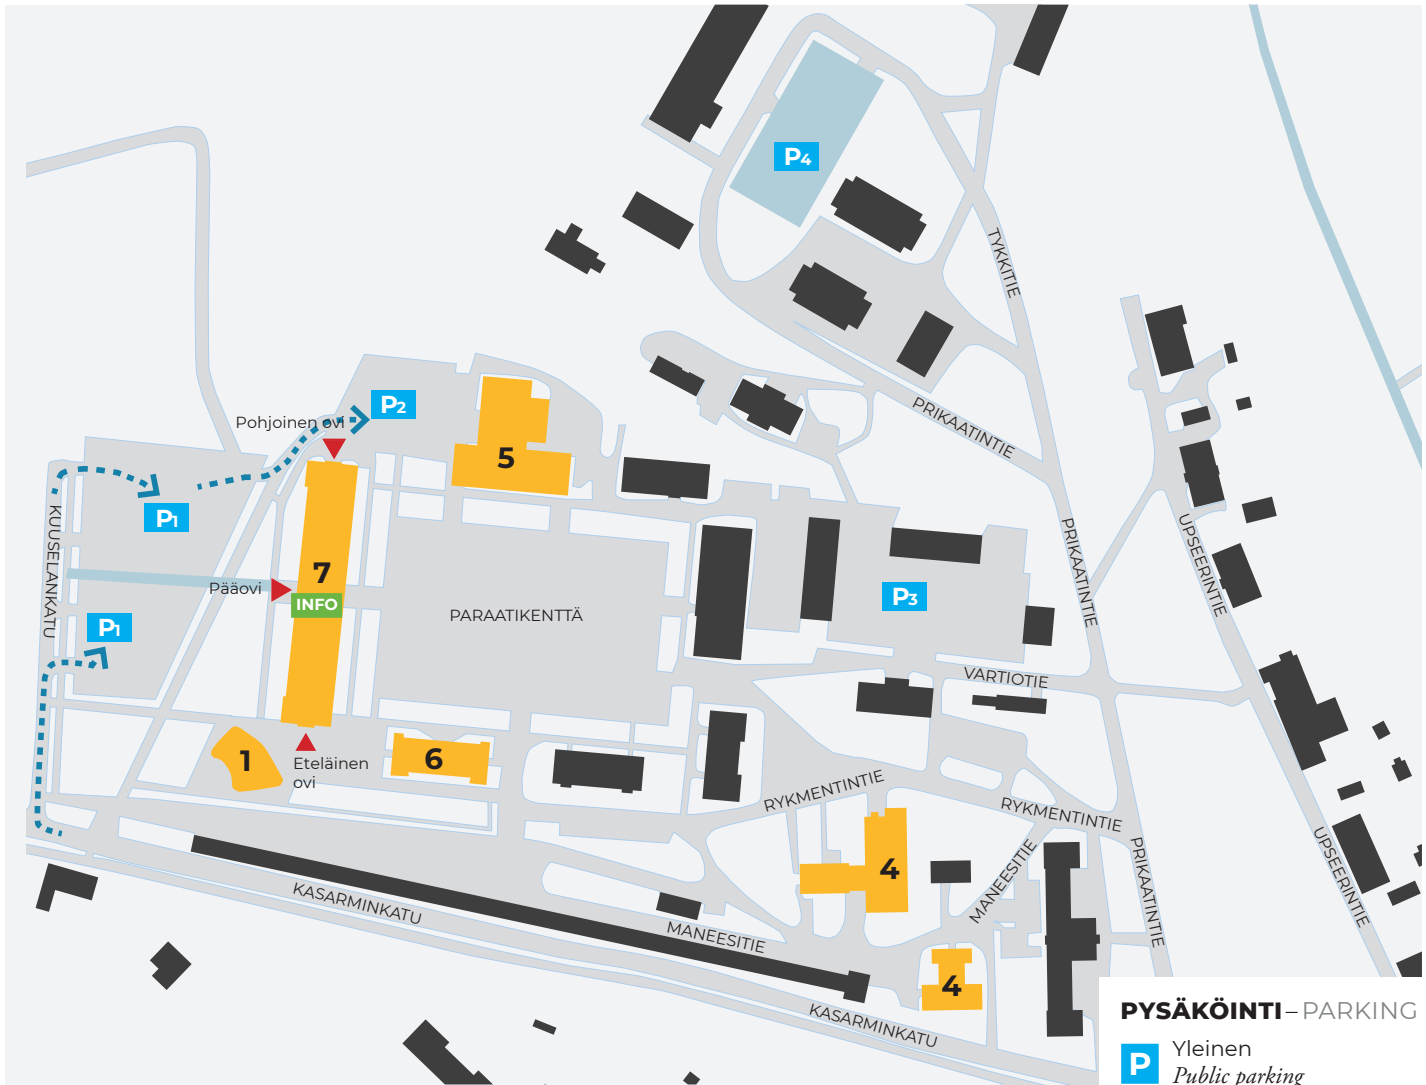 P4
TYKKITIE
P2
Pohjoinen ovi
PRIKAATINTIE
5
P1
KUUSELANKATU
7
Pääovi
INFO
PARAATIKENTTÄ
P3
PRIKAATINTIE
UPSEERINTIE
P1
VARTIOTIE
1
Eteläinen
ovi
6
RYKMENTINTIE
RYKMENTINTIE
4
MANEESITIE
PRIKAATINTIE
UPSEERINTIE
KASARMINKATU
MANEESITIE
4
KASARMINKATU
PYSÄKÖINTI – PARKING
P
Yleinen
Public parking